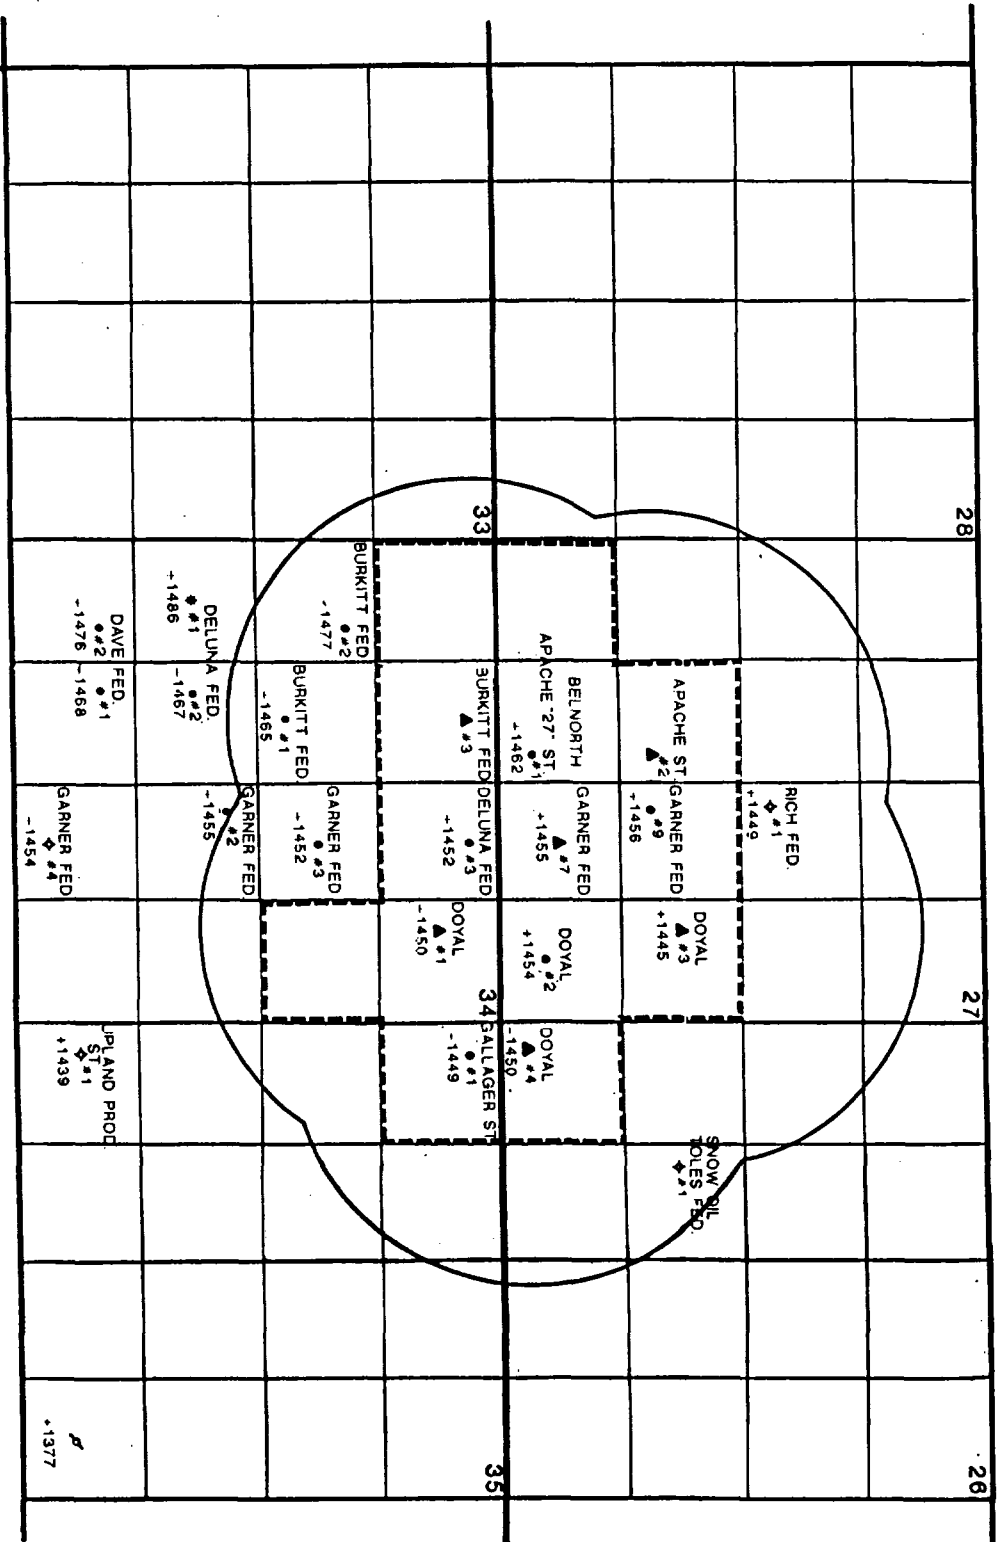 28
27
26
RICH FED.
#1
+1449
SNOW OIL
TOLES FED.
#1
APACHE ST.
#2
GARNER FED
#9
+1456
DOYAL
#3
+1445
BELNORTH
APACHE "27" ST.
#1
+1462
GARNER FED
#7
+1455
DOYAL
#2
+1454
DOYAL
#4
-1450
33
34
35
BURKITT FED
#3
DELUNA FED
#3
+1452
DOYAL
#1
-1450
GALLAGER ST
#1
-1449
BURKITT FED
#2
-1477
BURKITT FED.
#1
-1465
GARNER FED
#3
-1452
DELUNA FED.
#1
+1486
#2
-1467
GARNER FED
#2
-1455
DAVE FED.
#2
-1476
#1
-1468
GARNER FED
#4
-1454
UPLAND PROD
ST #1
+1439
+1377